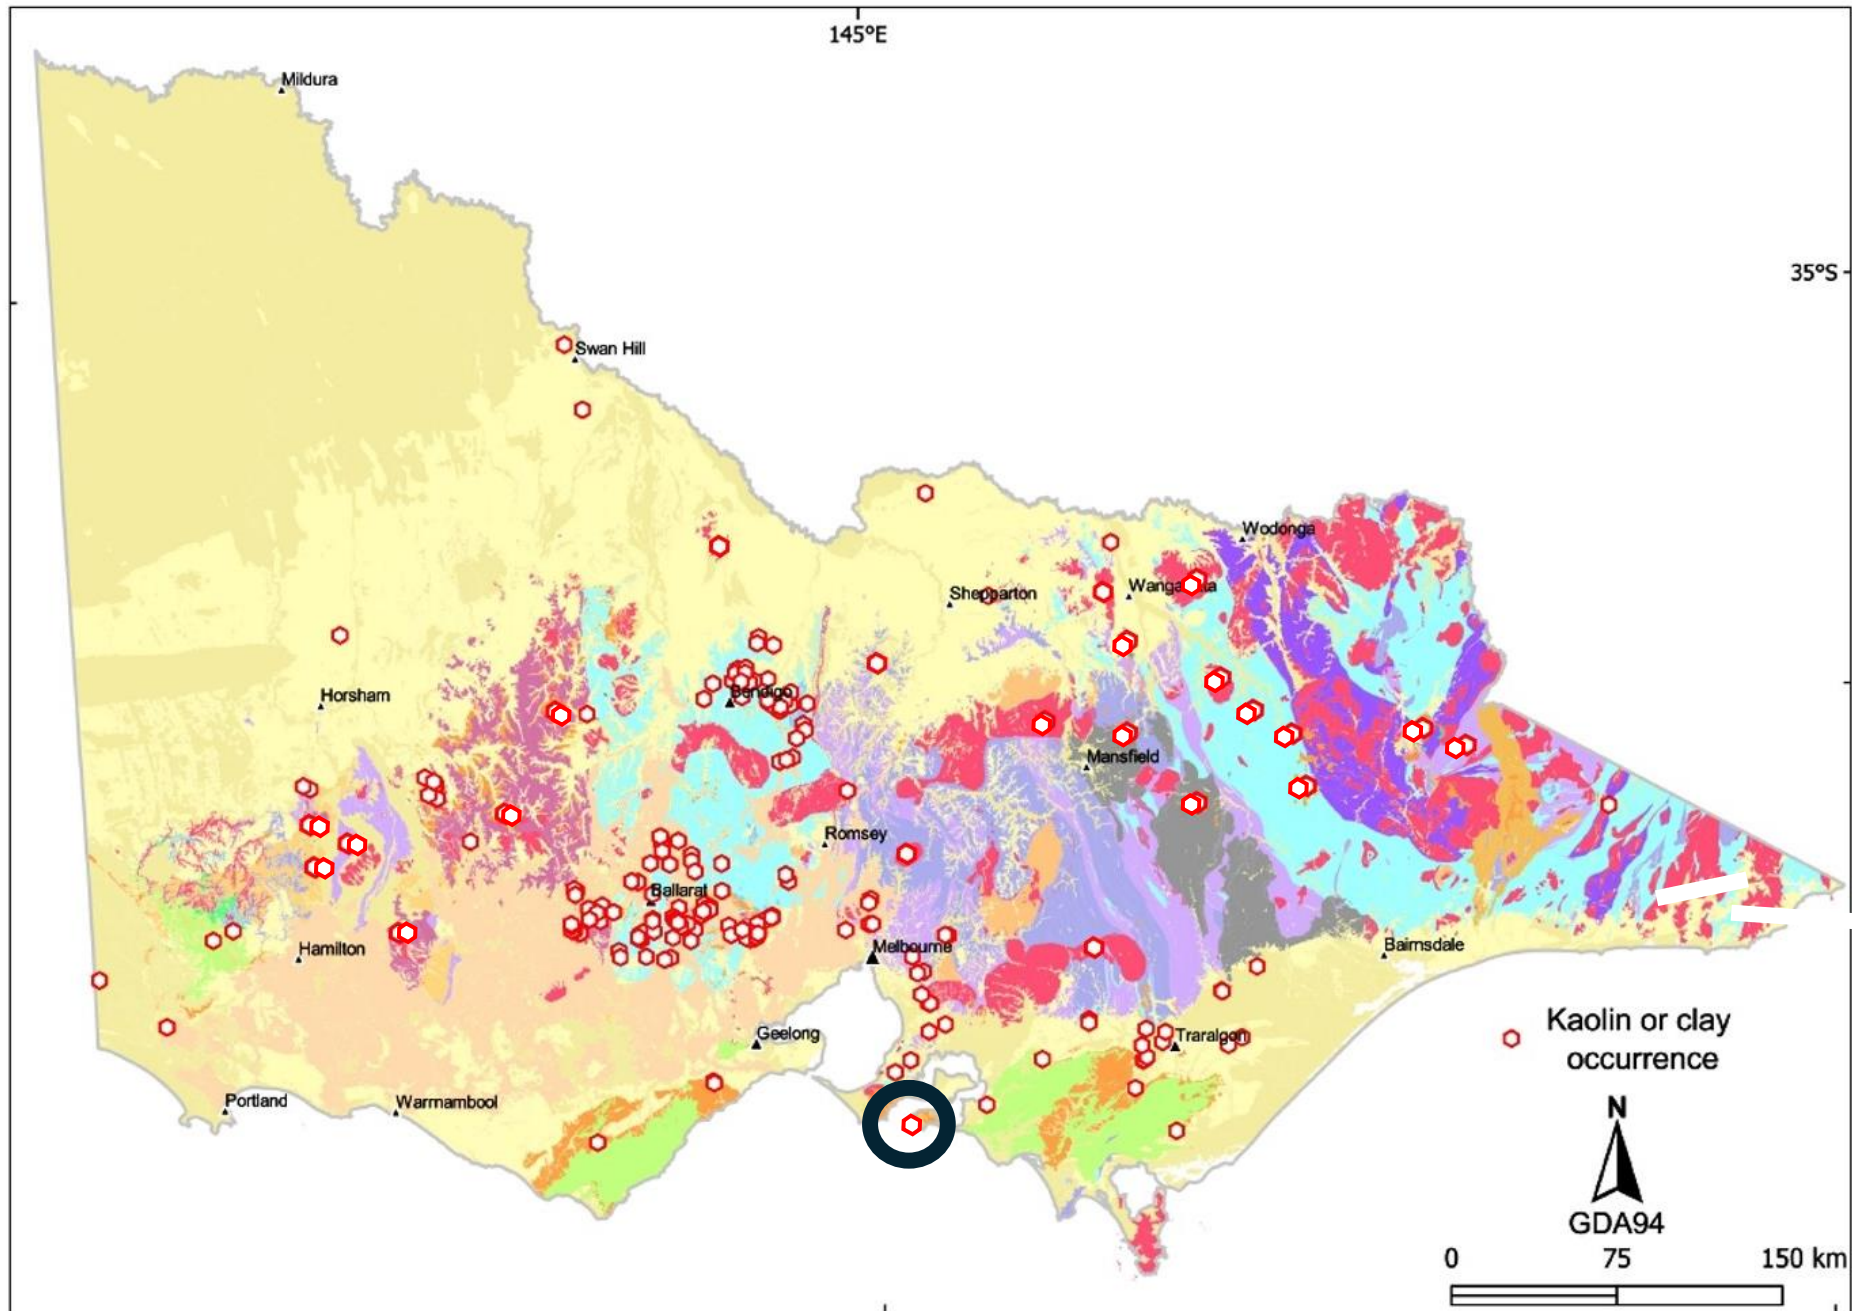 145°E
Mildura
35°S
Swan Hill
Wodonga
Shepparton
Wangaratta
Horsham
Bendigo
Mansfield
Romsey
Ballarat
Hamilton
Melbourne
Bairnsdale
Geelong
Traralgon
Kaolin or clay
occurrence
Portland
Warrnambool
N
GDA94
0 75 150 km